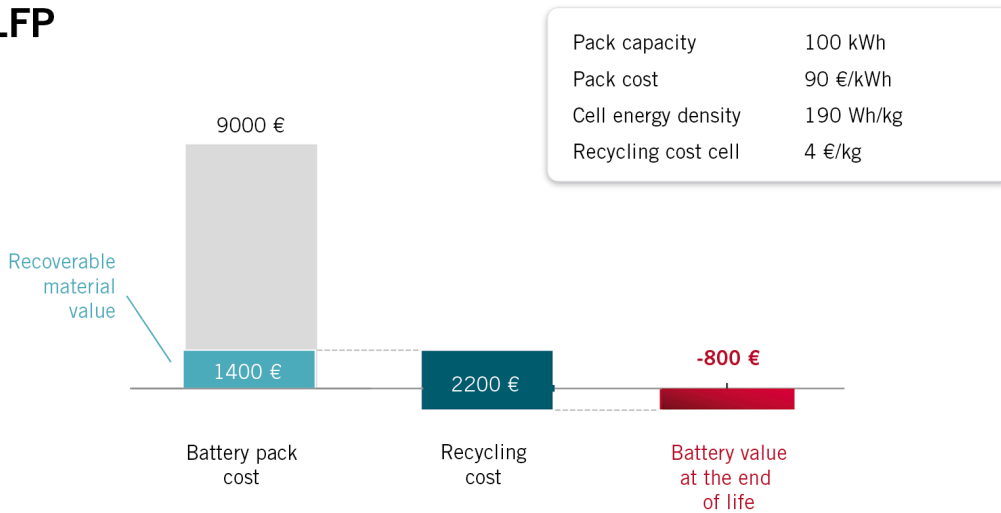 LFP
Pack capacity 100 kWh
Pack cost 90 €/kWh
Cell energy density 190 Wh/kg
Recycling cost cell 4 €/kg
9000 €
Recoverable
material
value
1400 €
2200 €
-800 €
Battery pack
cost
Recycling
cost
Battery value
at the end
of life